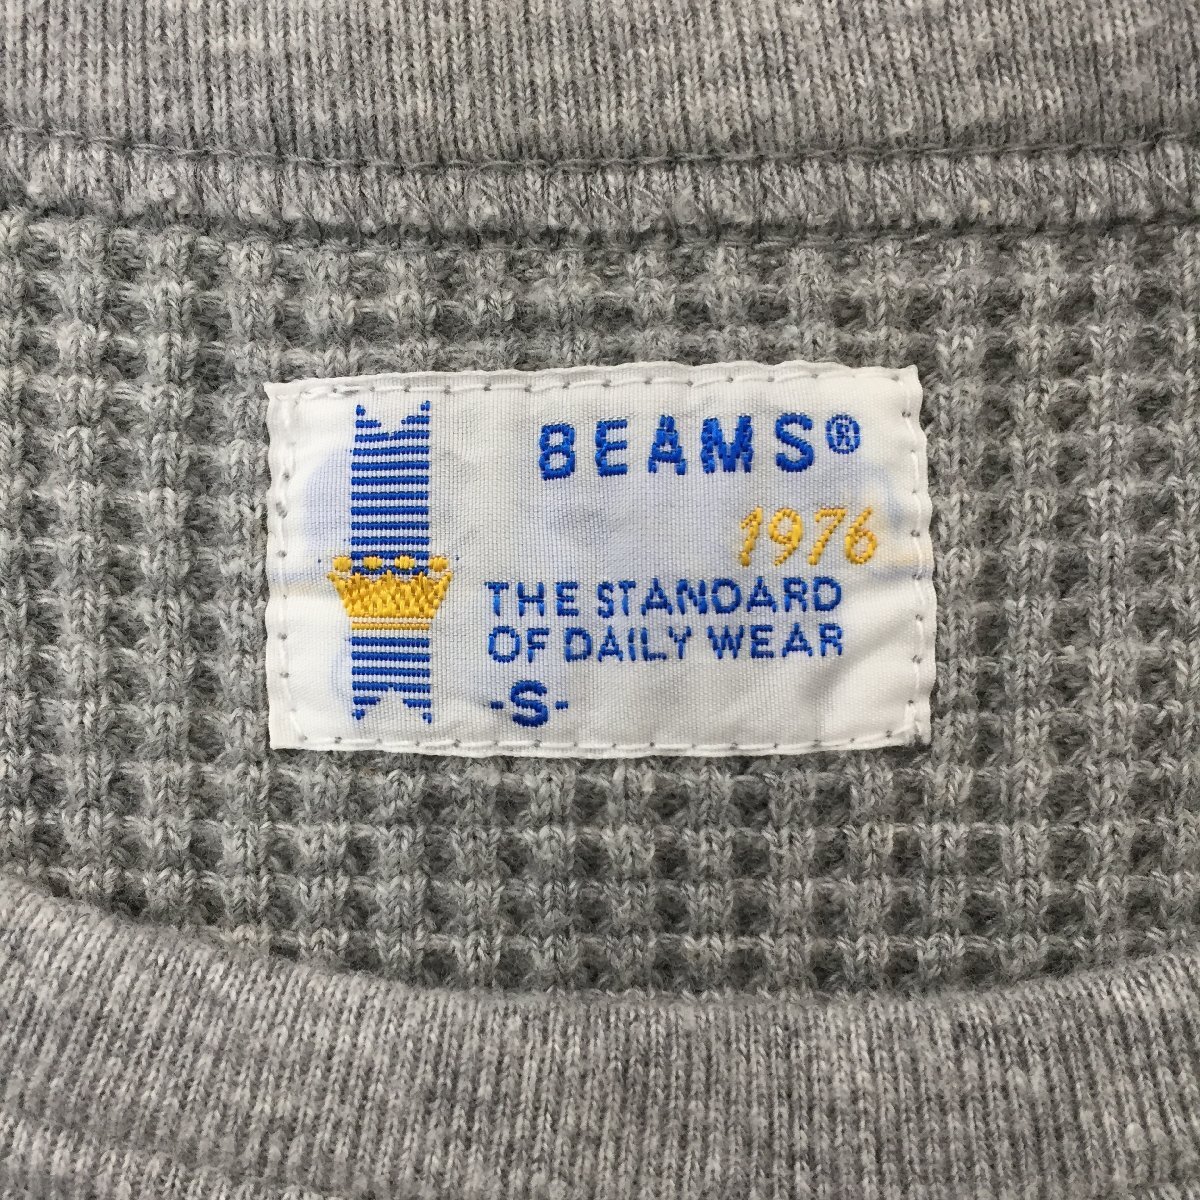 BEAMS®
1976
THE STANDARD
OF DAILY WEAR
-S-